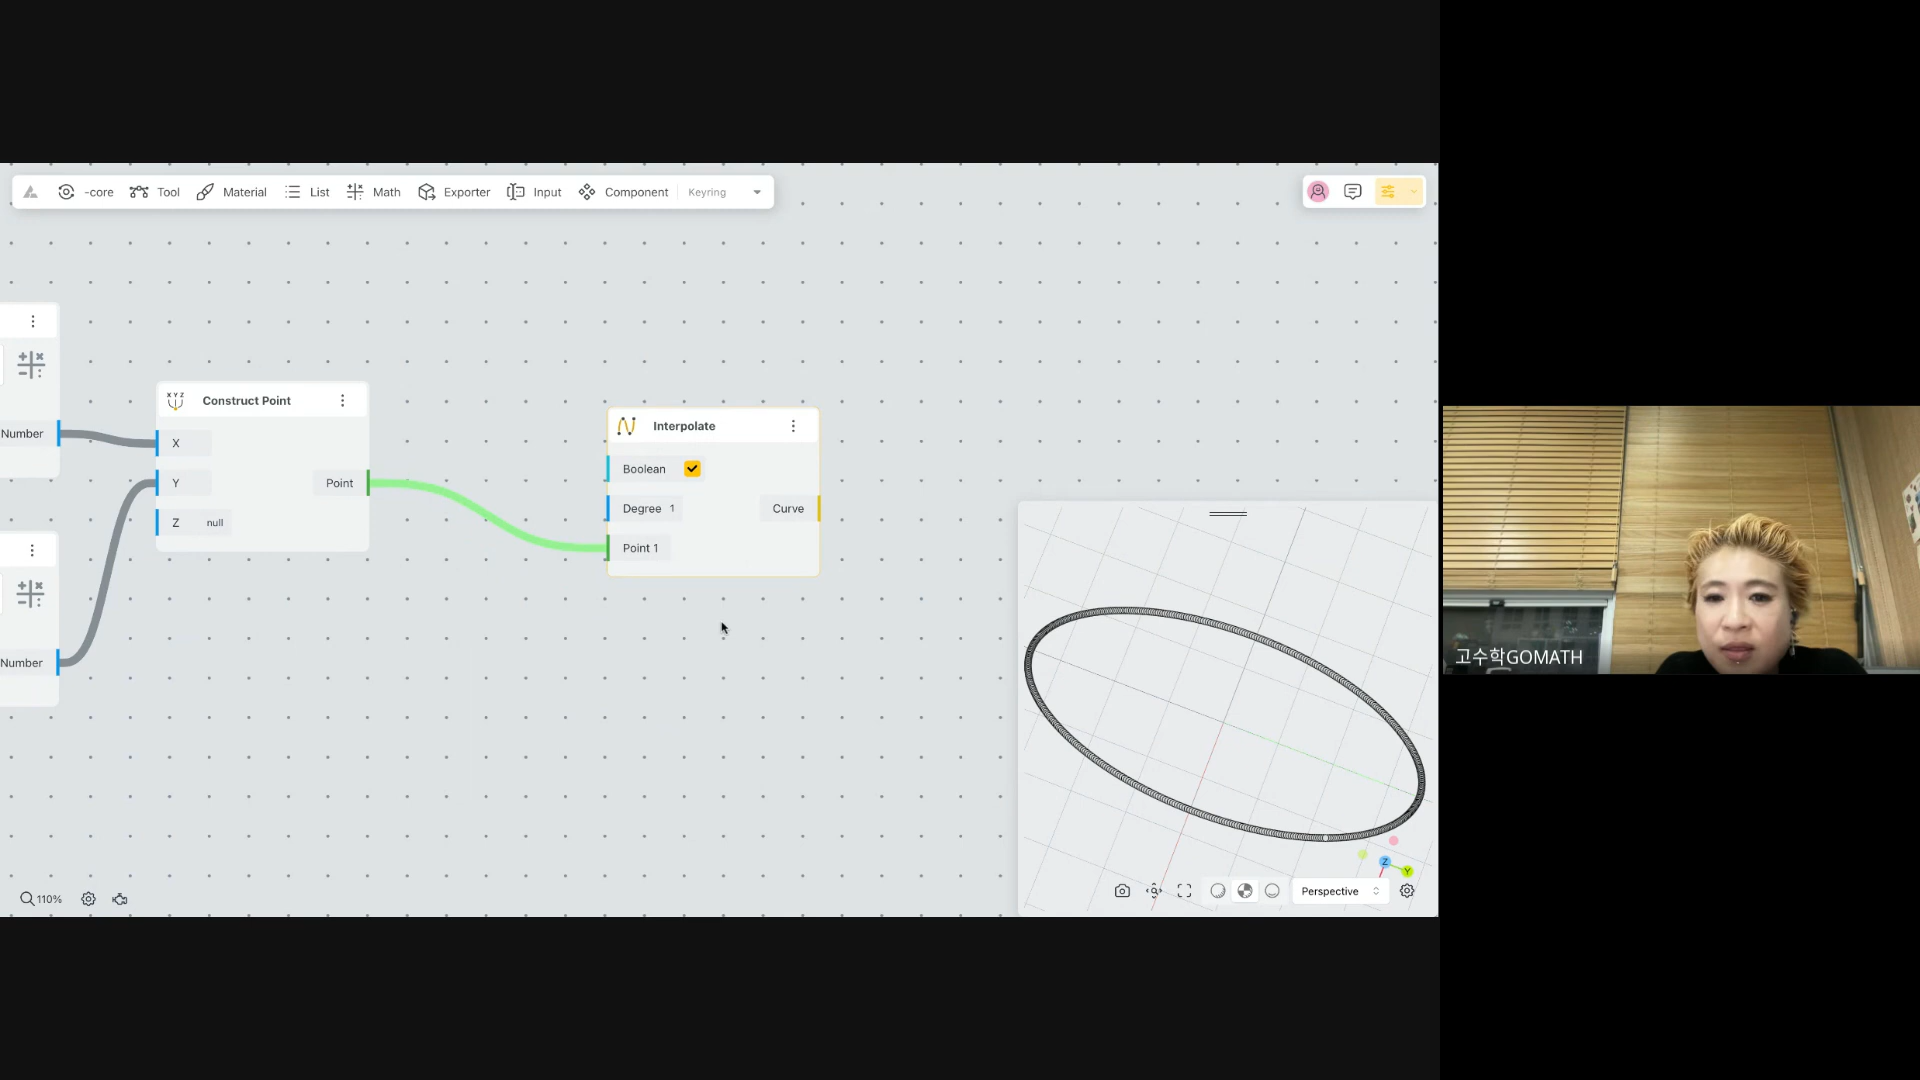 -core Tool Material List Math Exporter Input Component Keyring
Number
Construct Point
X
Y
Z null
Point
Number
Interpolate
Boolean
Degree 1
Point 1
Curve
Z
Y
Perspective
110%
고수학GOMATH